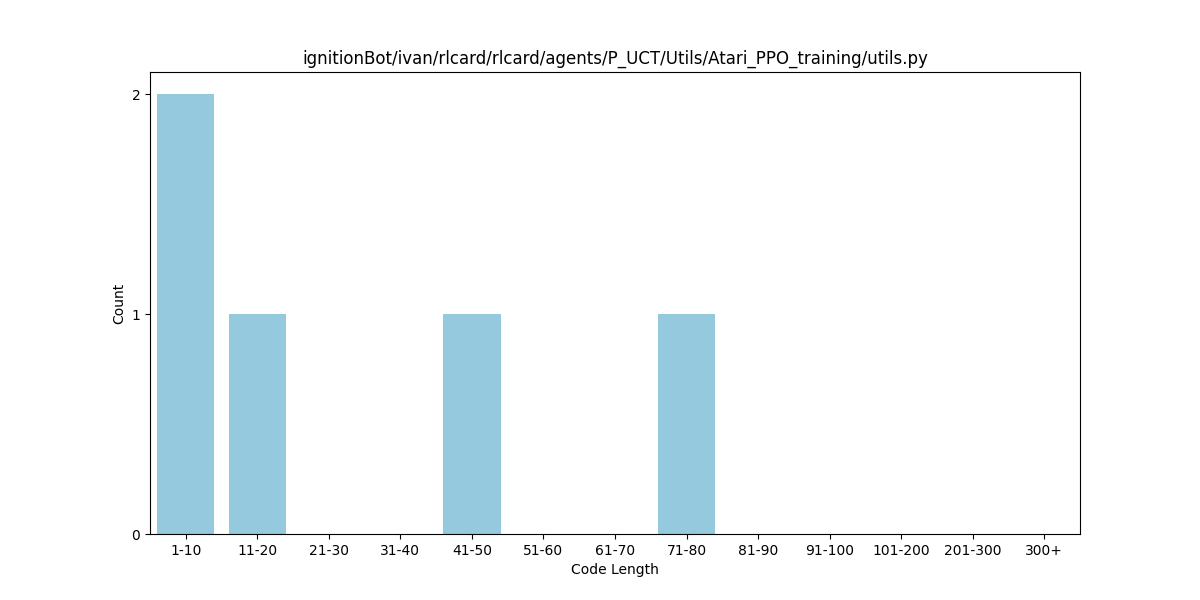 ignitionBot/ivan/rlcard/rlcard/agents/P_UCT/Utils/Atari_PPO_training/utils.py
2
1
0
Count
1-10 11-20 21-30 31-40 41-50 51-60 61-70 71-80 81-90 91-100 101-200 201-300 300+
Code Length